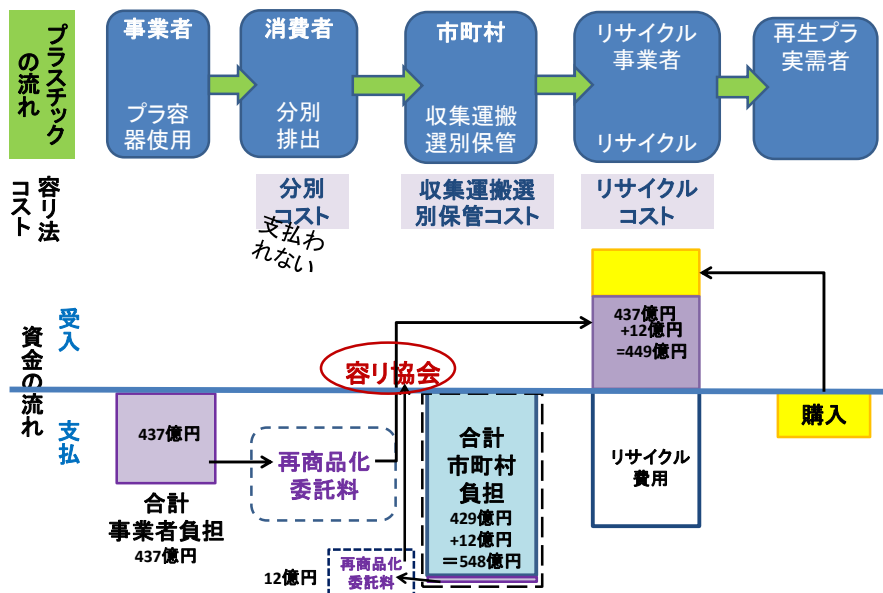 プラスチック
の流れ
事業者
プラ容
器使用
消費者
分別
排出
市町村
収集運搬
選別保管
リサイクル
事業者
リサイクル
再生プラ
実需者
容リ法
コスト
分別
コスト
支払わ
れない
収集運搬選
別保管コスト
リサイクル
コスト
資金の流れ
受入
支払
容リ協会
437億円
+12億円
=449億円
437億円
合計
事業者負担
437億円
再商品化
委託料
合計
市町村
負担
429億円
+12億円
＝548億円
12億円
再商品化
委託料
リサイクル
費用
購入